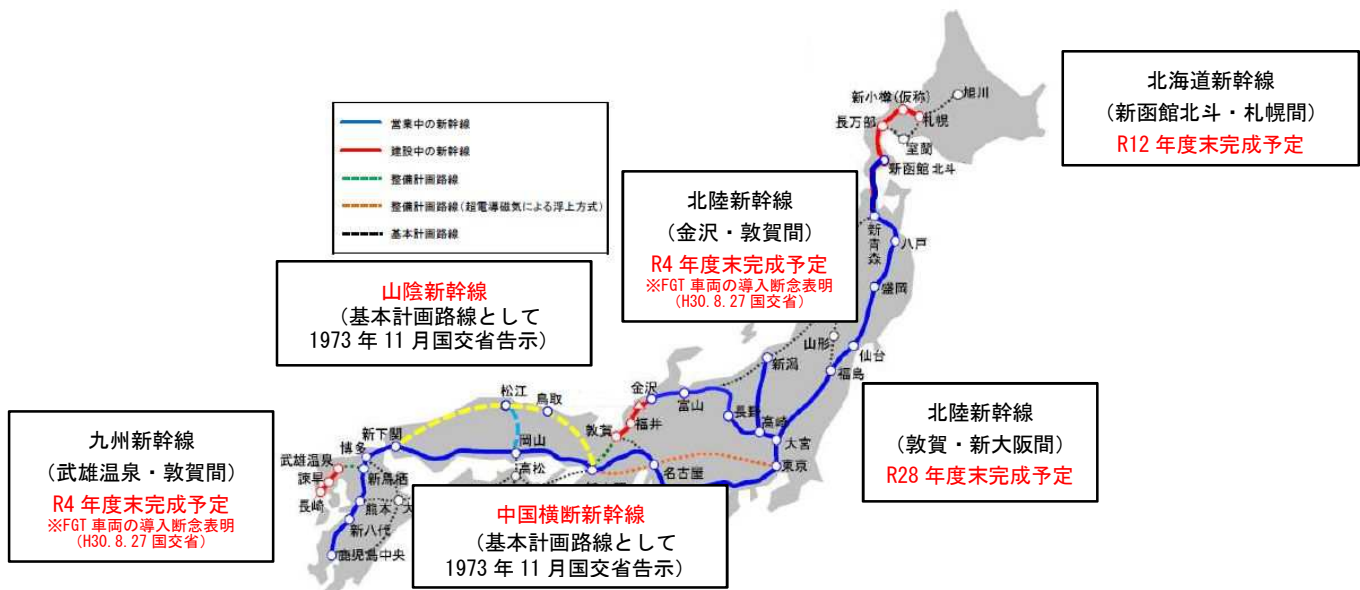 北海道新幹線
（新函館北斗・札幌間）
R12 年度末完成予定
営業中の新幹線
建設中の新幹線
整備計画路線
整備計画路線(超電導磁気による浮上方式)
基本計画路線
北陸新幹線
（金沢・敦賀間）
R4 年度末完成予定
※FGT 車両の導入断念表明
（H30.8.27 国交省）
山陰新幹線
（基本計画路線として
1973 年 11 月国交省告示）
九州新幹線
（武雄温泉・敦賀間）
R4 年度末完成予定
※FGT 車両の導入断念表明
（H30.8.27 国交省）
中国横断新幹線
（基本計画路線として
1973 年 11 月国交省告示）
北陸新幹線
（敦賀・新大阪間）
R28 年度末完成予定
新小樽(仮称)
旭川
長万部
札幌
室蘭
新函館北斗
新青森
八戸
盛岡
山形
仙台
新潟
福島
金沢
富山
長野
高崎
大宮
東京
福井
敦賀
名古屋
松江
鳥取
岡山
高松
新下関
博多
武雄温泉
諫早
長崎
新鳥栖
熊本
新八代
鹿児島中央